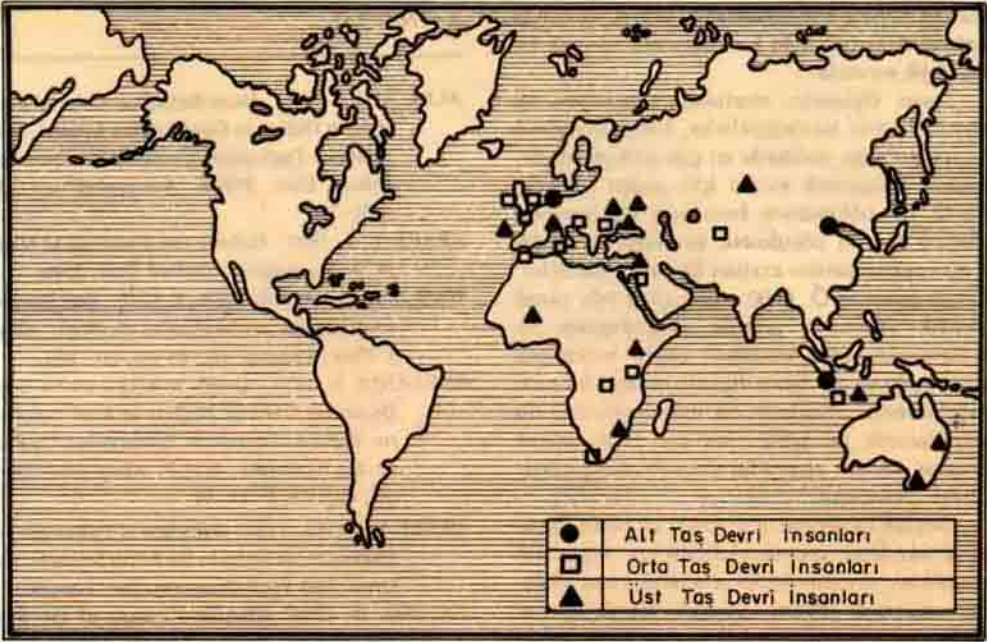 Alt Taş Devri İnsanları
Orta Taş Devri İnsanları
Üst Taş Devri İnsanları